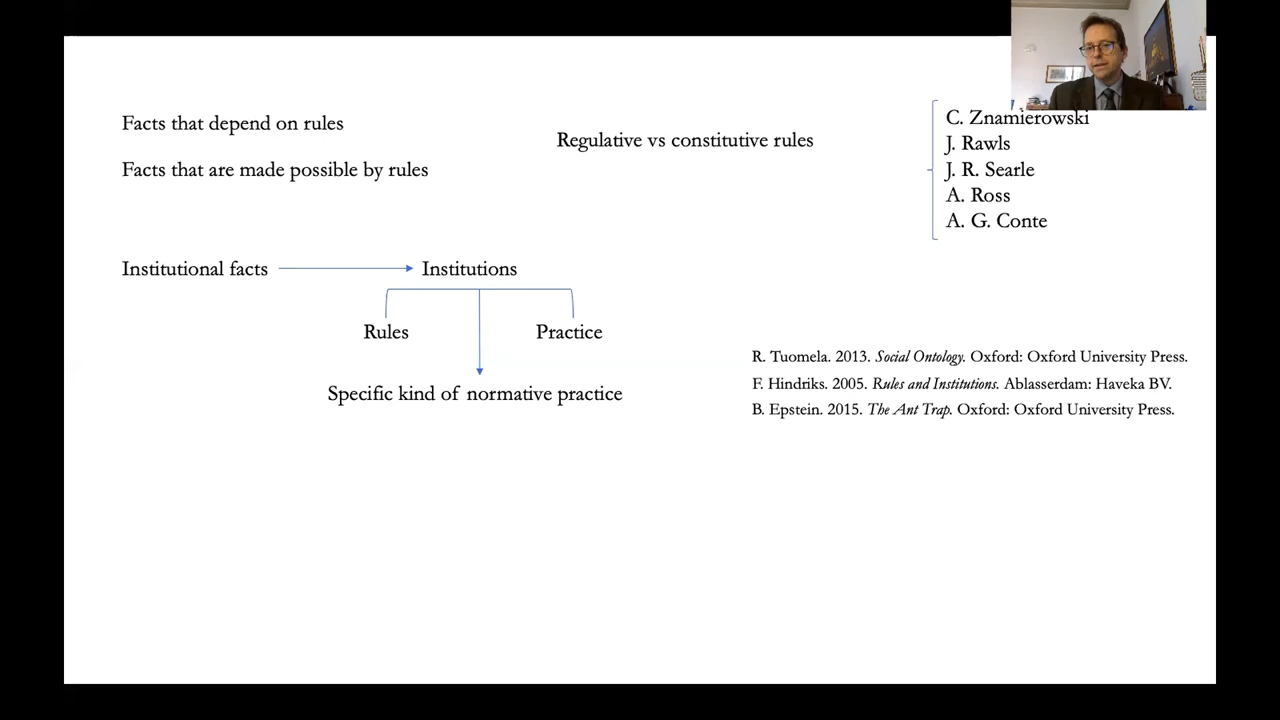 Facts that depend on rules
Facts that are made possible by rules
Regulative vs constitutive rules
C. Znamierowski
J. Rawls
J. R. Searle
A. Ross
A. G. Conte
Institutional facts
Institutions
Rules
Practice
Specific kind of normative practice
R. Tuomela. 2013. Social Ontology. Oxford: Oxford University Press.
F. Hindriks. 2005. Rules and Institutions. Ablasserdam: Haveka BV.
B. Epstein. 2015. The Ant Trap. Oxford: Oxford University Press.